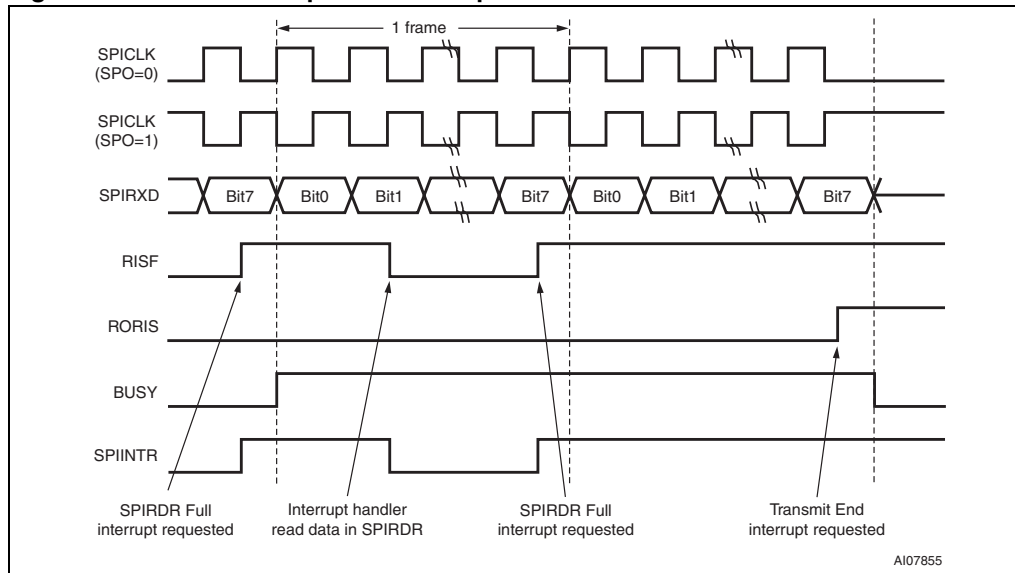 1 frame
SPICLK
(SPO=0)
SPICLK
(SPO=1)
SPIRXD
Bit7
Bit0
Bit1
Bit7
Bit0
Bit1
Bit7
RISF
RORIS
BUSY
SPIINTR
SPIRDR Full
interrupt requested
Interrupt handler
read data in SPIRDR
SPIRDR Full
interrupt requested
Transmit End
interrupt requested
AI07855